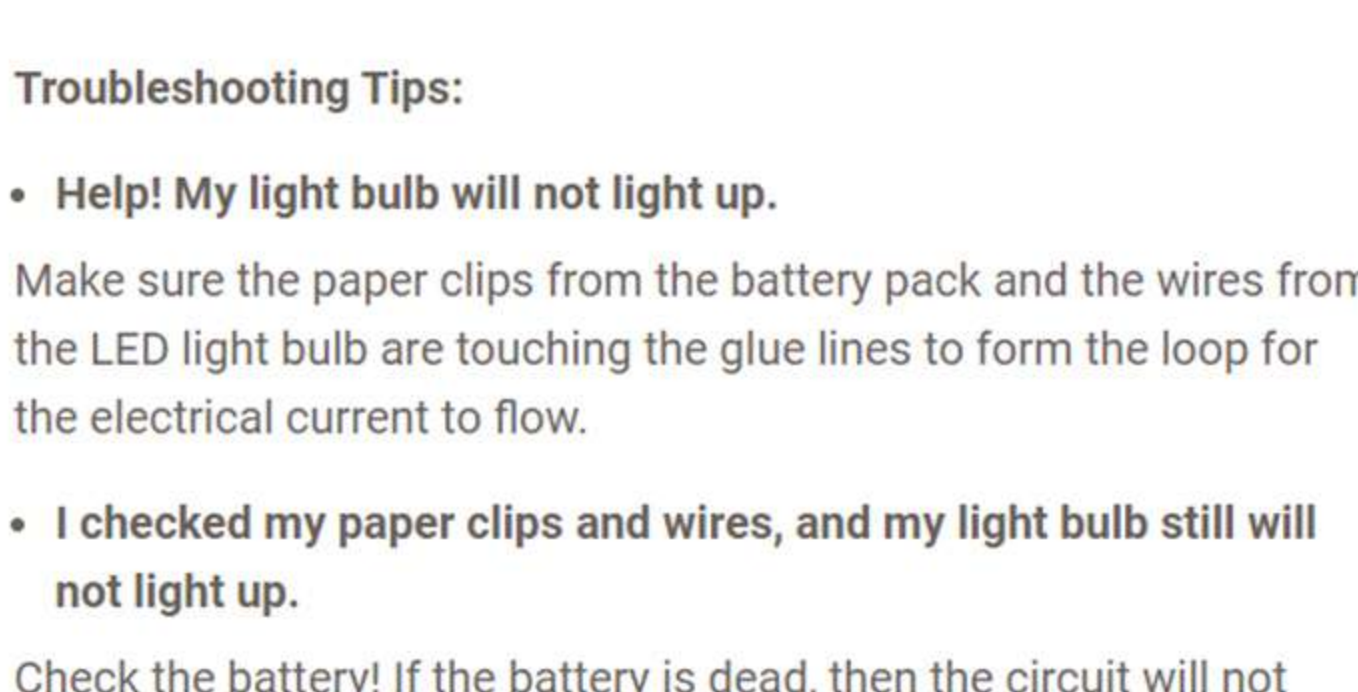 Troubleshooting Tips:
• Help! My light bulb will not light up.
Make sure the paper clips from the battery pack and the wires from
the LED light bulb are touching the glue lines to form the loop for
the electrical current to flow.
• I checked my paper clips and wires, and my light bulb still will
not light up.
Check the battery! If the battery is dead, then the circuit will not